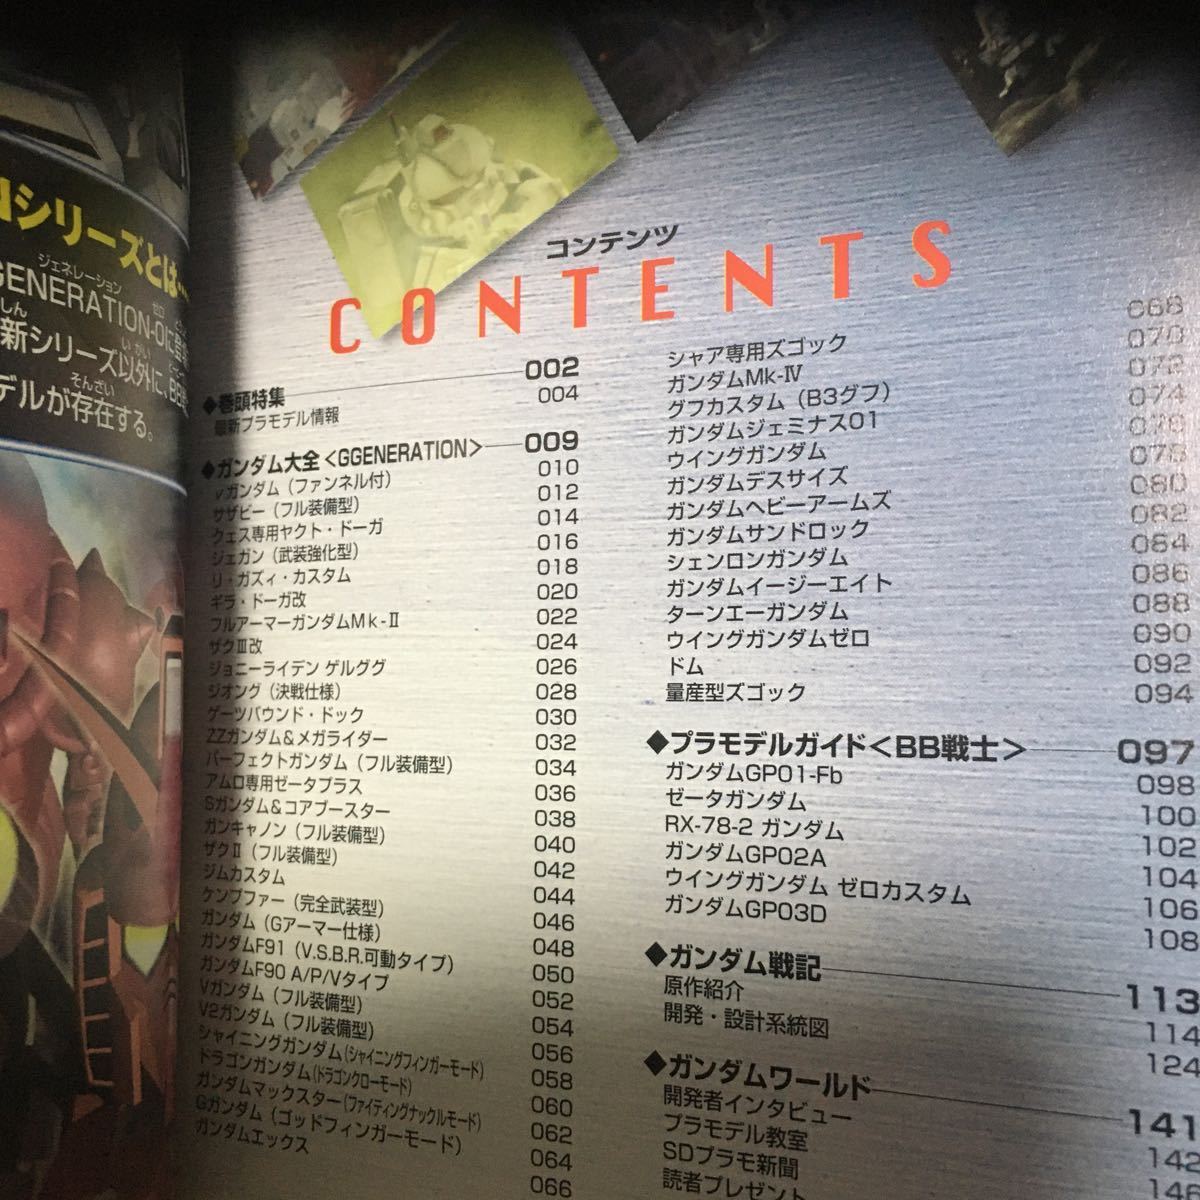 Nシリーズとは…
ジェネレーション
ゼロ
GENERATION-0に登
しん
いがい
新シリーズ以外に、BB
そんざい
デルが存在する。
コンテンツ
CONTENTS
◆巻頭特集 002
最新プラモデル情報 004
◆ガンダム大全<GGENERATION> 009
νガンダム（ファンネル付） 010
サザビー（フル装備型） 012
クェス専用ヤクト・ドーガ 014
ジェガン（武装強化型） 016
リ・ガズィ・カスタム 018
ギラ・ドーガ改 020
フルアーマーガンダムMk-Ⅱ 022
ザクⅢ改 024
ジョニーライデン ゲルググ 026
ジオング（決戦仕様） 028
ゲーツバウンド・ドック 030
ZZガンダム&メガライダー 032
パーフェクトガンダム（フル装備型） 034
アムロ専用ゼータプラス 036
Sガンダム&コアブースター 038
ガンキャノン（フル装備型） 040
ザクⅡ（フル装備型） 042
ジムカスタム 044
ケンプファー（完全武装型） 046
ガンダム（Gアーマー仕様） 048
ガンダムF91（V.S.B.R.可動タイプ） 050
ガンダムF90 A/P/Vタイプ 052
Vガンダム（フル装備型） 054
V2ガンダム（フル装備型） 056
シャイニングガンダム（シャイニングフィンガーモード） 058
ドラゴンガンダム（ドラゴンクローモード） 060
ガンダムマックスター（ファイティングナックルモード） 062
Gガンダム（ゴッドフィンガーモード） 064
ガンダムエックス 066
シャア専用ズゴック 068
ガンダムMk-Ⅳ 070
グフカスタム（B3グフ） 072
ガンダムジェミナス01 074
ウイングガンダム 076
ガンダムデスサイズ 078
ガンダムヘビーアームズ 080
ガンダムサンドロック 082
シェンロンガンダム 084
ガンダムイージーエイト 086
ターンエーガンダム 088
ウイングガンダムゼロ 090
ドム 092
量産型ズゴック 094
◆プラモデルガイド<BB戦士> 097
ガンダムGP01-Fb 098
ゼータガンダム 100
RX-78-2 ガンダム 102
ガンダムGP02A 104
ウイングガンダム ゼロカスタム 106
ガンダムGP03D 108
◆ガンダム戦記 113
原作紹介 114
開発・設計系統図 124
◆ガンダムワールド 141
開発者インタビュー 142
プラモデル教室 146
SDプラモ新聞
読者プレゼント